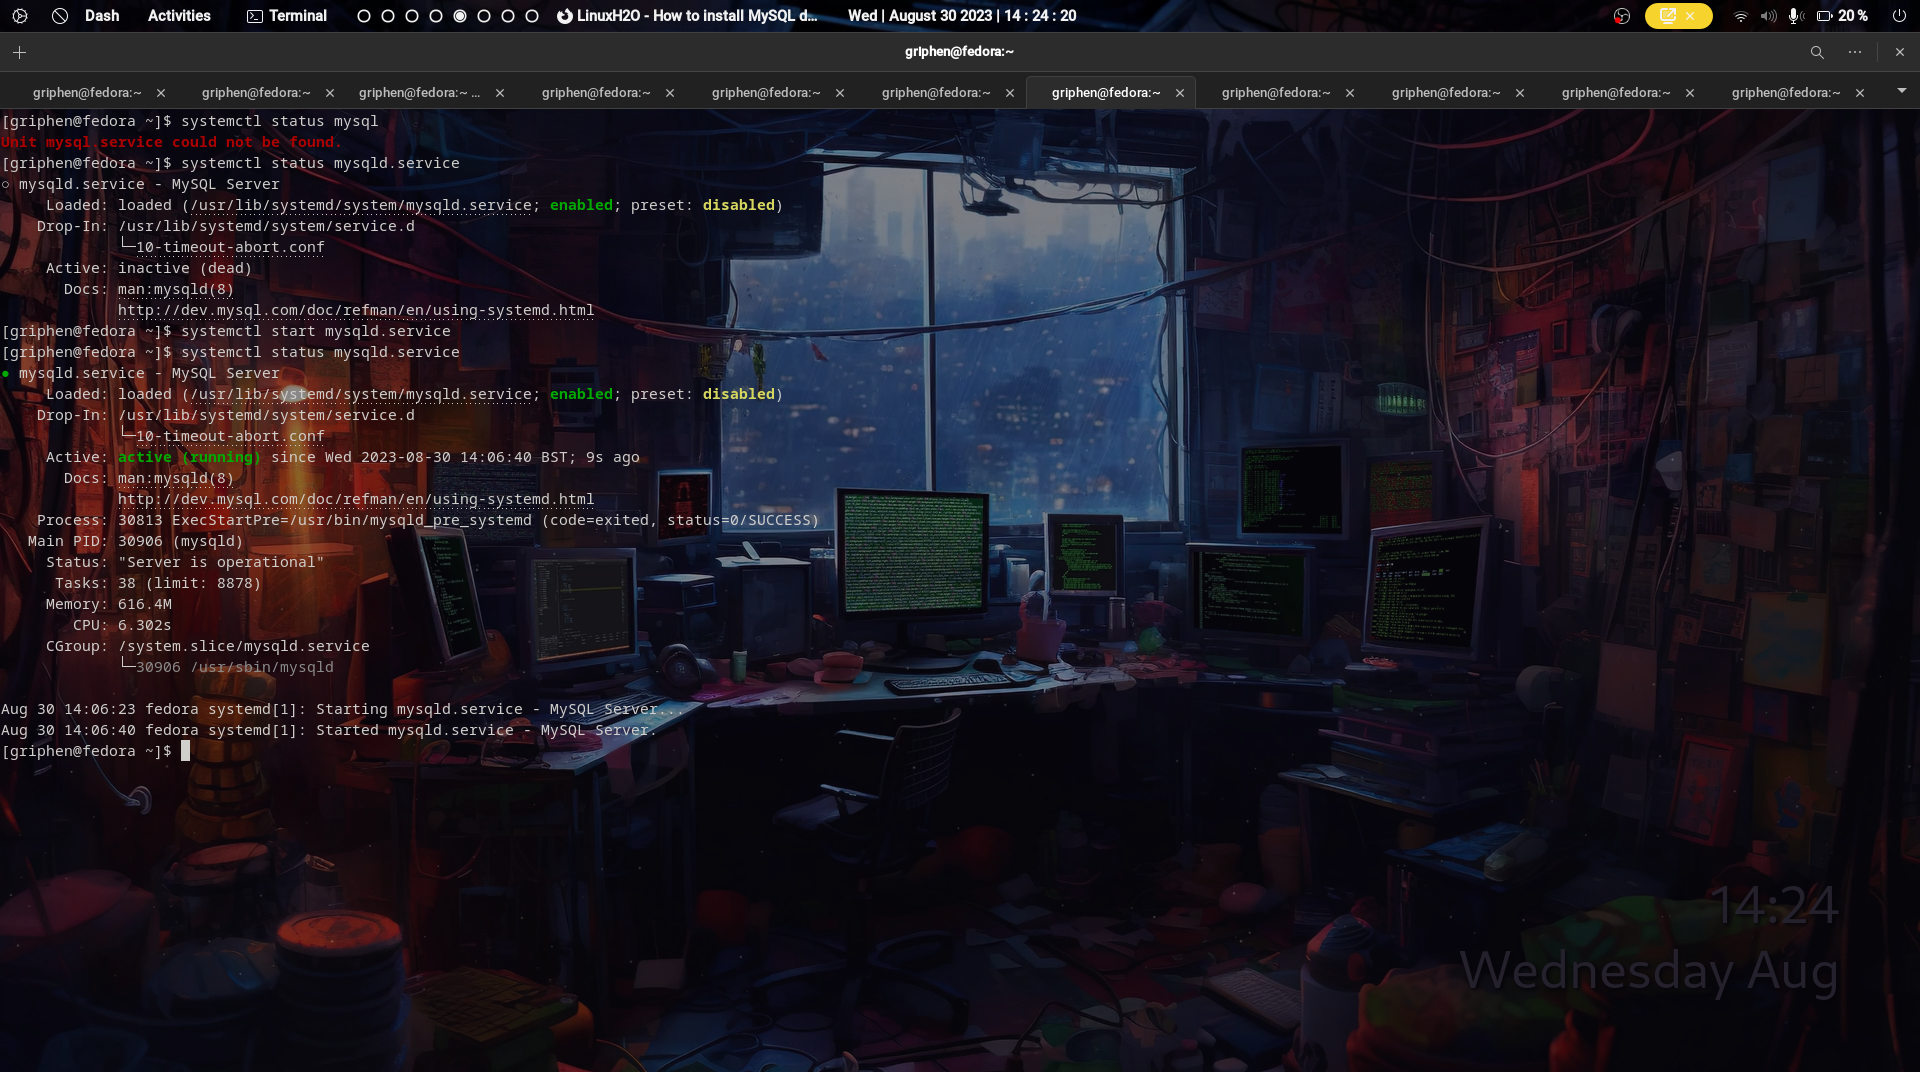 Dash Activities Terminal LinuxH2O - How to install MySQL d... Wed | August 30 2023 | 14 : 24 : 20 20 %
griphen@fedora:~
griphen@fedora:~ griphen@fedora:~ griphen@fedora:~ ... griphen@fedora:~ griphen@fedora:~ griphen@fedora:~ griphen@fedora:~ griphen@fedora:~ griphen@fedora:~ griphen@fedora:~ griphen@fedora:~
[griphen@fedora ~]$ systemctl status mysql
Unit mysql.service could not be found.
[griphen@fedora ~]$ systemctl status mysqld.service
○ mysqld.service - MySQL Server
Loaded: loaded (/usr/lib/systemd/system/mysqld.service; enabled; preset: disabled)
Drop-In: /usr/lib/systemd/system/service.d
└─10-timeout-abort.conf
Active: inactive (dead)
Docs: man:mysqld(8)
http://dev.mysql.com/doc/refman/en/using-systemd.html
[griphen@fedora ~]$ systemctl start mysqld.service
[griphen@fedora ~]$ systemctl status mysqld.service
● mysqld.service - MySQL Server
Loaded: loaded (/usr/lib/systemd/system/mysqld.service; enabled; preset: disabled)
Drop-In: /usr/lib/systemd/system/service.d
└─10-timeout-abort.conf
Active: active (running) since Wed 2023-08-30 14:06:40 BST; 9s ago
Docs: man:mysqld(8)
http://dev.mysql.com/doc/refman/en/using-systemd.html
Process: 30813 ExecStartPre=/usr/bin/mysqld_pre_systemd (code=exited, status=0/SUCCESS)
Main PID: 30906 (mysqld)
Status: "Server is operational"
Tasks: 38 (limit: 8878)
Memory: 616.4M
CPU: 6.302s
CGroup: /system.slice/mysqld.service
└─30906 /usr/sbin/mysqld
Aug 30 14:06:23 fedora systemd[1]: Starting mysqld.service - MySQL Server...
Aug 30 14:06:40 fedora systemd[1]: Started mysqld.service - MySQL Server.
[griphen@fedora ~]$
14:24
Wednesday Aug